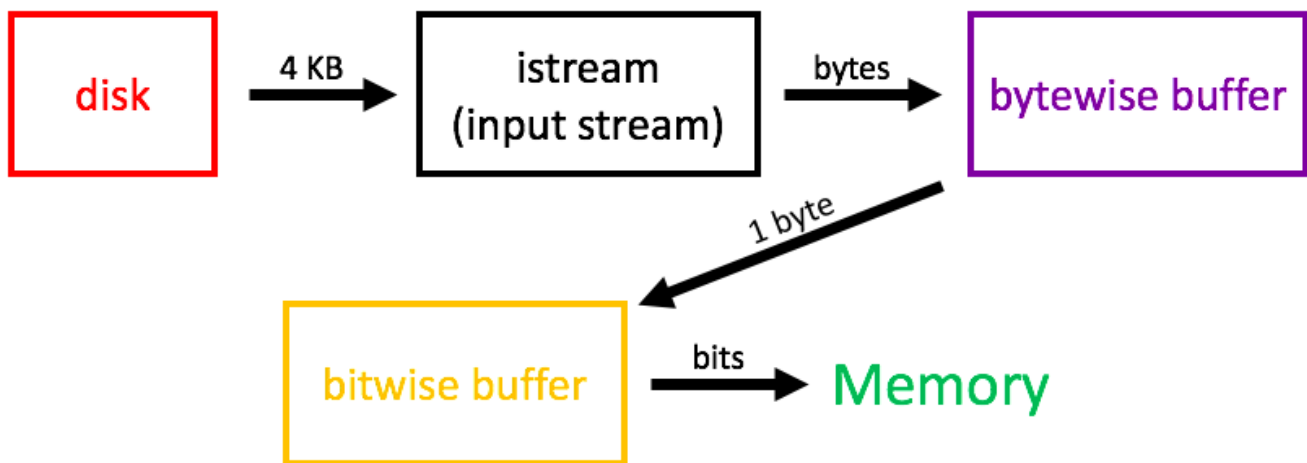 disk
4 KB
istream
(input stream)
bytes
bytewise buffer
1 byte
bitwise buffer
bits
Memory